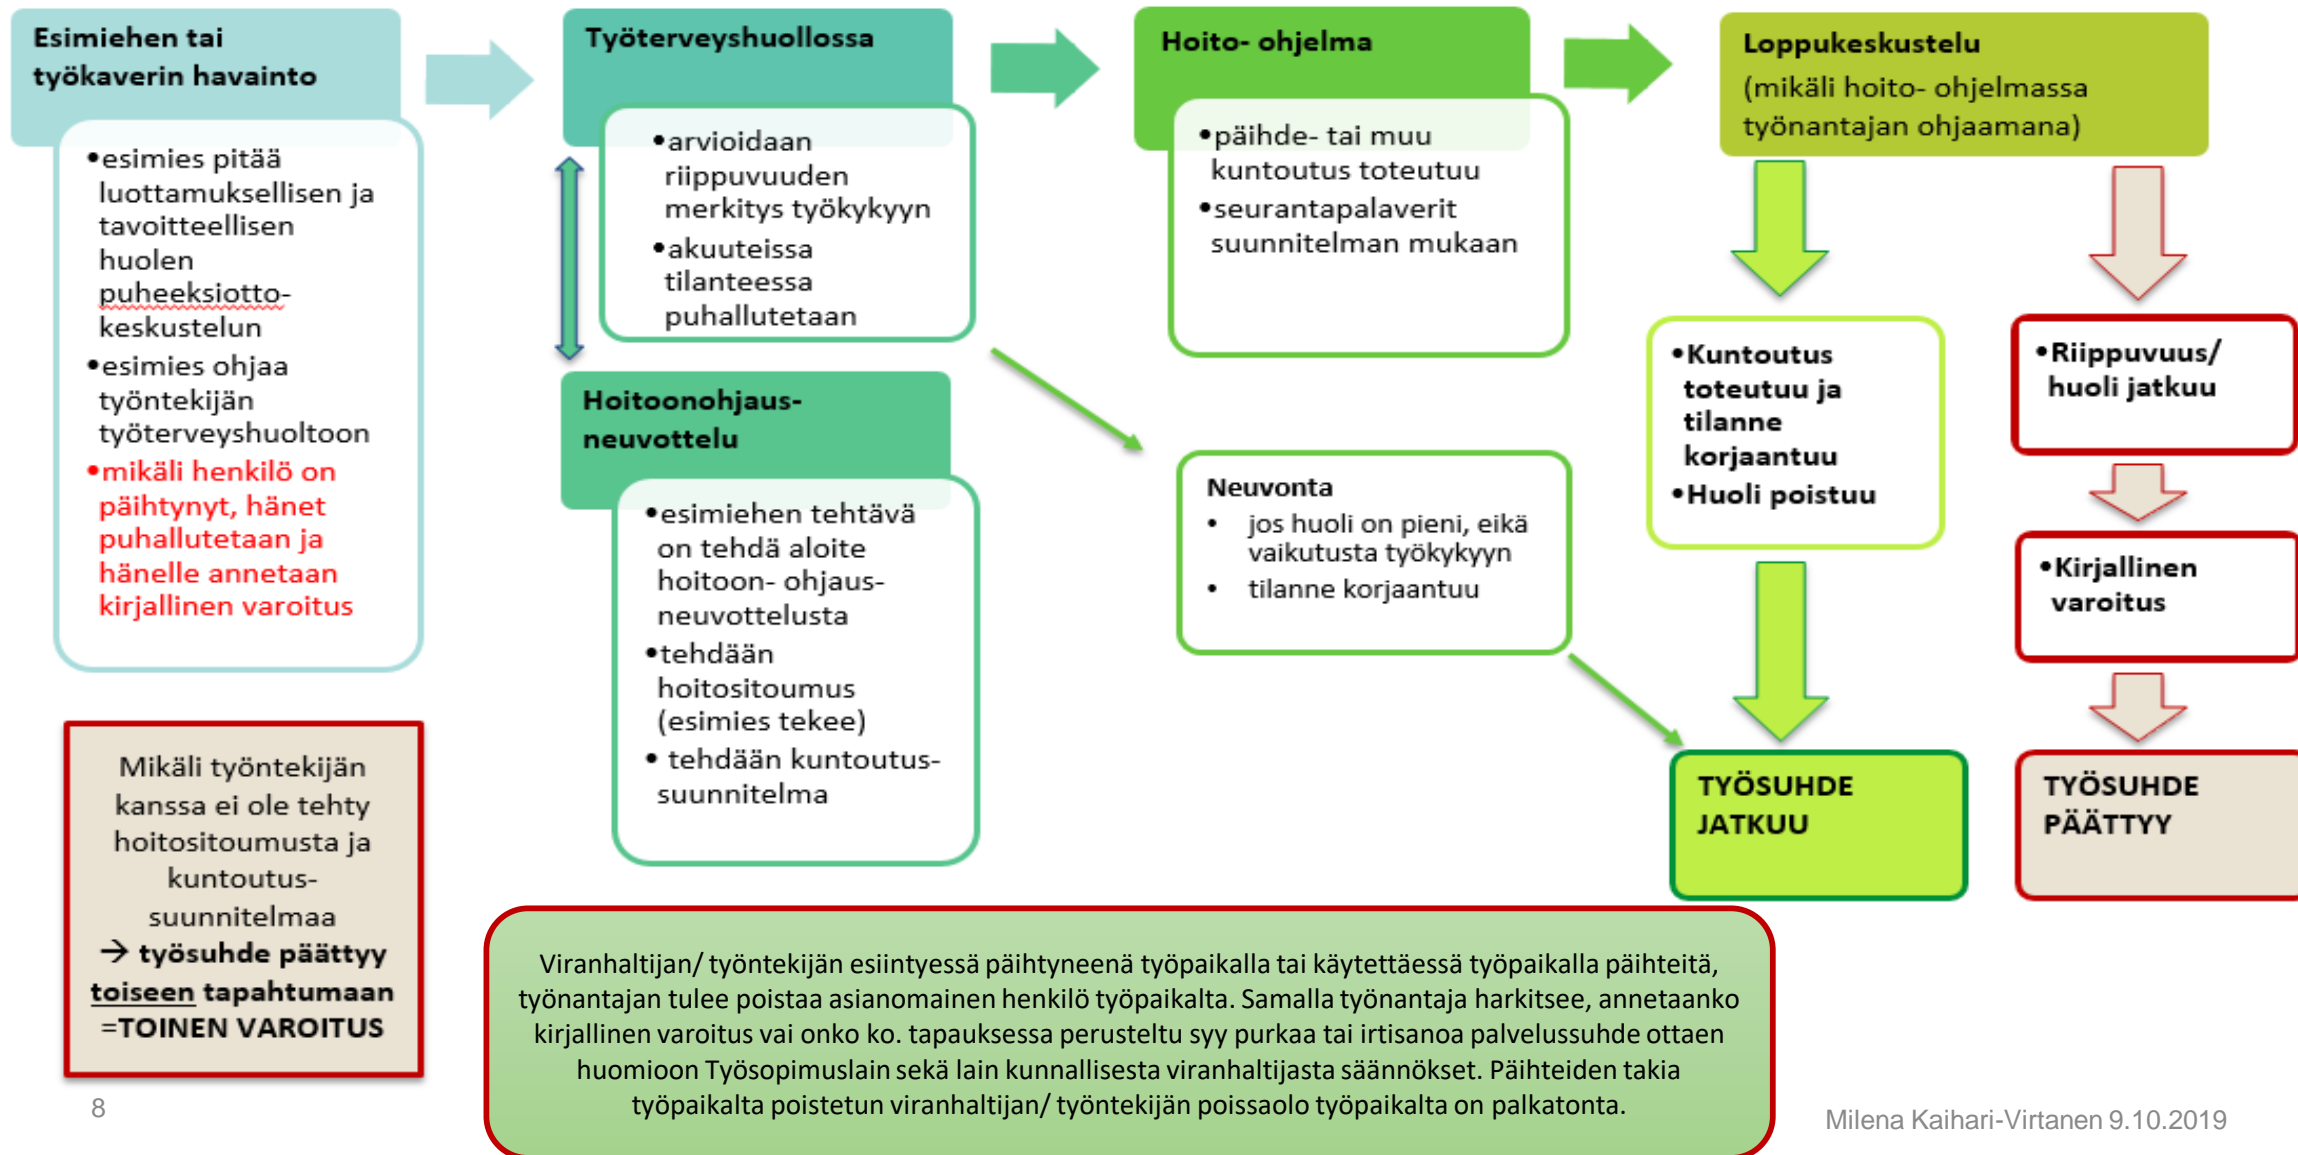 Esimiehen tai
työkaverin havainto
•esimies pitää
luottamuksellisen ja
tavoitteellisen
huolen
puheeksiotto-
keskustelun
•esimies ohjaa
työntekijän
työterveyshuoltoon
•mikäli henkilö on
päihtynyt, hänet
puhallutetaan ja
hänelle annetaan
kirjallinen varoitus
Mikäli työntekijän
kanssa ei ole tehty
hoitositoumusta ja
kuntoutus-
suunnitelmaa
→ työsuhde päättyy
toiseen tapahtumaan
=TOINEN VAROITUS
Työterveyshuollossa
•arvioidaan
riippuvuuden
merkitys työkykyyn
•akuuteissa
tilanteessa
puhallutetaan
Hoitoonohjaus-
neuvottelu
•esimiehen tehtävä
on tehdä aloite
hoitoon- ohjaus-
neuvottelusta
•tehdään
hoitositoumus
(esimies tekee)
• tehdään kuntoutus-
suunnitelma
Hoito- ohjelma
•päihde- tai muu
kuntoutus toteutuu
•seurantapalaverit
suunnitelman mukaan
Neuvonta
• jos huoli on pieni, eikä
vaikutusta työkykyyn
• tilanne korjaantuu
Loppukeskustelu
(mikäli hoito- ohjelmassa
työnantajan ohjaamana)
•Kuntoutus
toteutuu ja
tilanne
korjaantuu
•Huoli poistuu
TYÖSUHDE
JATKUU
•Riippuvuus/
huoli jatkuu
•Kirjallinen
varoitus
TYÖSUHDE
PÄÄTTYY
Viranhaltijan/ työntekijän esiintyessä päihtyneenä työpaikalla tai käytettäessä työpaikalla päihteitä,
työnantajan tulee poistaa asianomainen henkilö työpaikalta. Samalla työnantaja harkitsee, annetaanko
kirjallinen varoitus vai onko ko. tapauksessa perusteltu syy purkaa tai irtisanoa palvelussuhde ottaen
huomioon Työsopimuslain sekä lain kunnallisesta viranhaltijasta säännökset. Päihteiden takia
työpaikalta poistetun viranhaltijan/ työntekijän poissaolo työpaikalta on palkatonta.
8
Milena Kaihari-Virtanen 9.10.2019